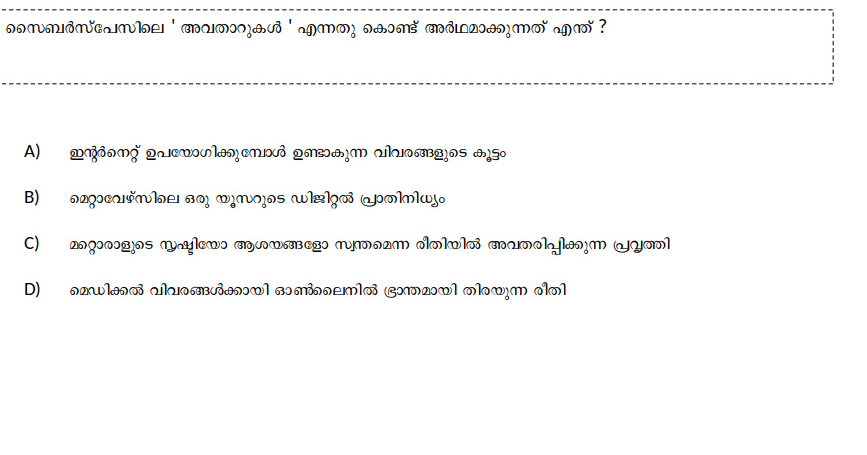 സൈബർസ്പേസിലെ ' അവതാറുകൾ ' എന്നതു കൊണ്ട് അർഥമാക്കുന്നത് എന്ത് ?
A) ഇന്റർനെറ്റ് ഉപയോഗിക്കുമ്പോൾ ഉണ്ടാകുന്ന വിവരങ്ങളുടെ കൂട്ടം
B) മെറ്റാവേഴ്സിലെ ഒരു യൂസറുടെ ഡിജിറ്റൽ പ്രാതിനിധ്യം
C) മറ്റൊരാളുടെ സൃഷ്ടിയോ ആശയങ്ങളോ സ്വന്തമെന്ന രീതിയിൽ അവതരിപ്പിക്കുന്ന പ്രവൃത്തി
D) മെഡിക്കൽ വിവരങ്ങൾക്കായി ഓൺലൈനിൽ ഭ്രാന്തമായി തിരയുന്ന രീതി